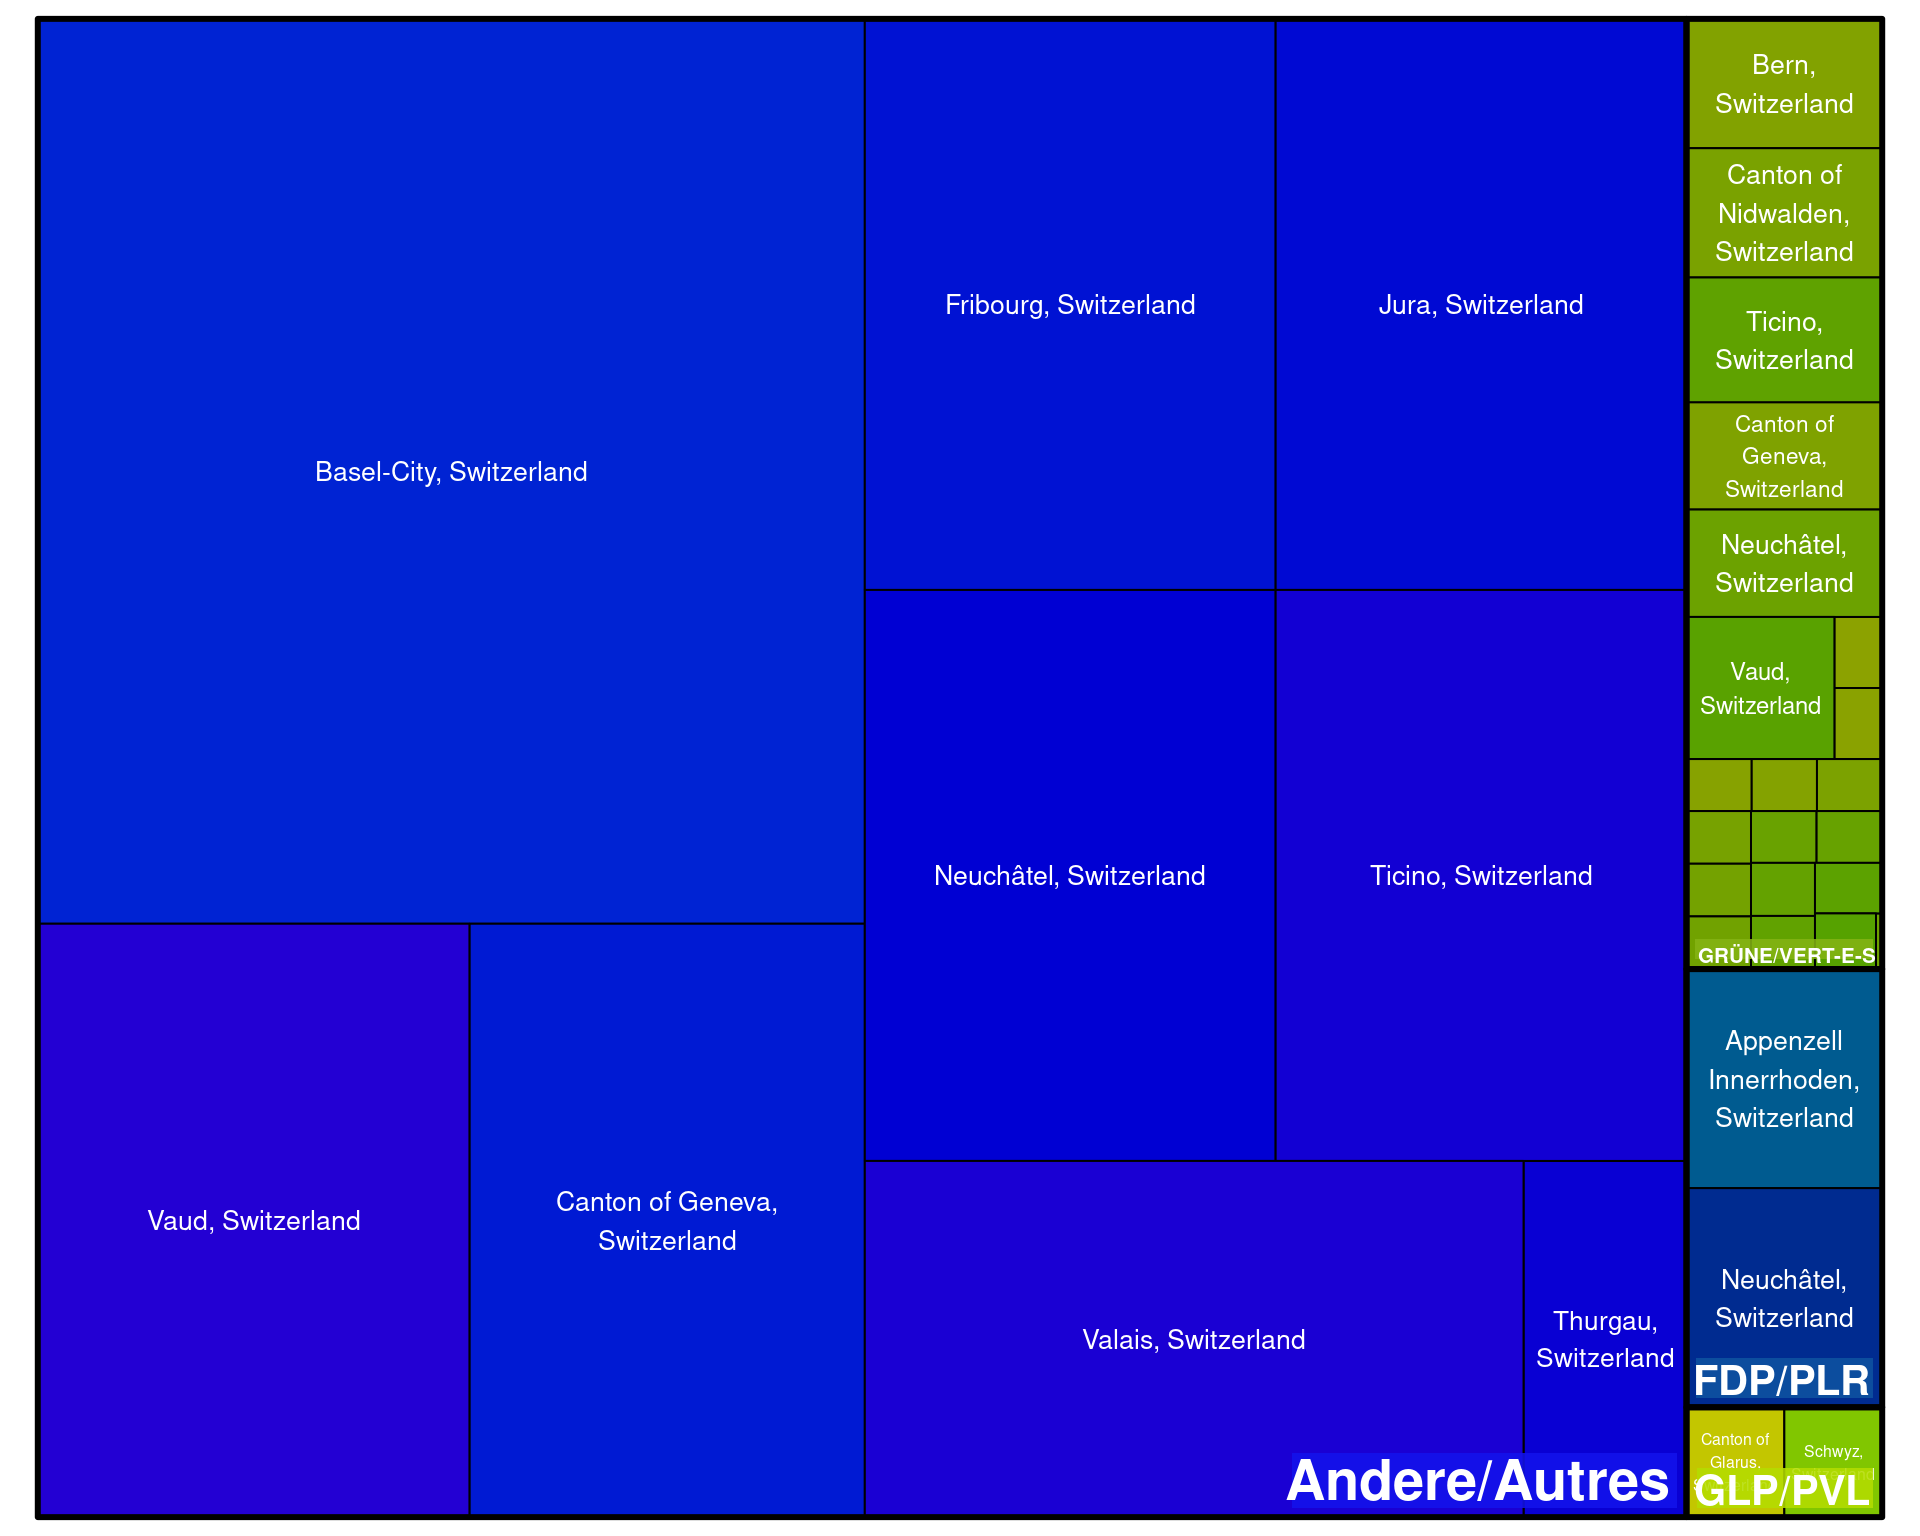 Basel-City, Switzerland
Fribourg, Switzerland
Jura, Switzerland
Neuchâtel, Switzerland
Ticino, Switzerland
Vaud, Switzerland
Canton of Geneva,
Switzerland
Valais, Switzerland
Thurgau,
Switzerland
Andere/Autres
Bern,
Switzerland
Canton of
Nidwalden,
Switzerland
Ticino,
Switzerland
Canton of
Geneva,
Switzerland
Neuchâtel,
Switzerland
Vaud,
Switzerland
GRÜNE/VERT-E-S
Appenzell
Innerrhoden,
Switzerland
Neuchâtel,
Switzerland
FDP/PLR
Canton of
Glarus,
Schwyz,
GLP/PVL